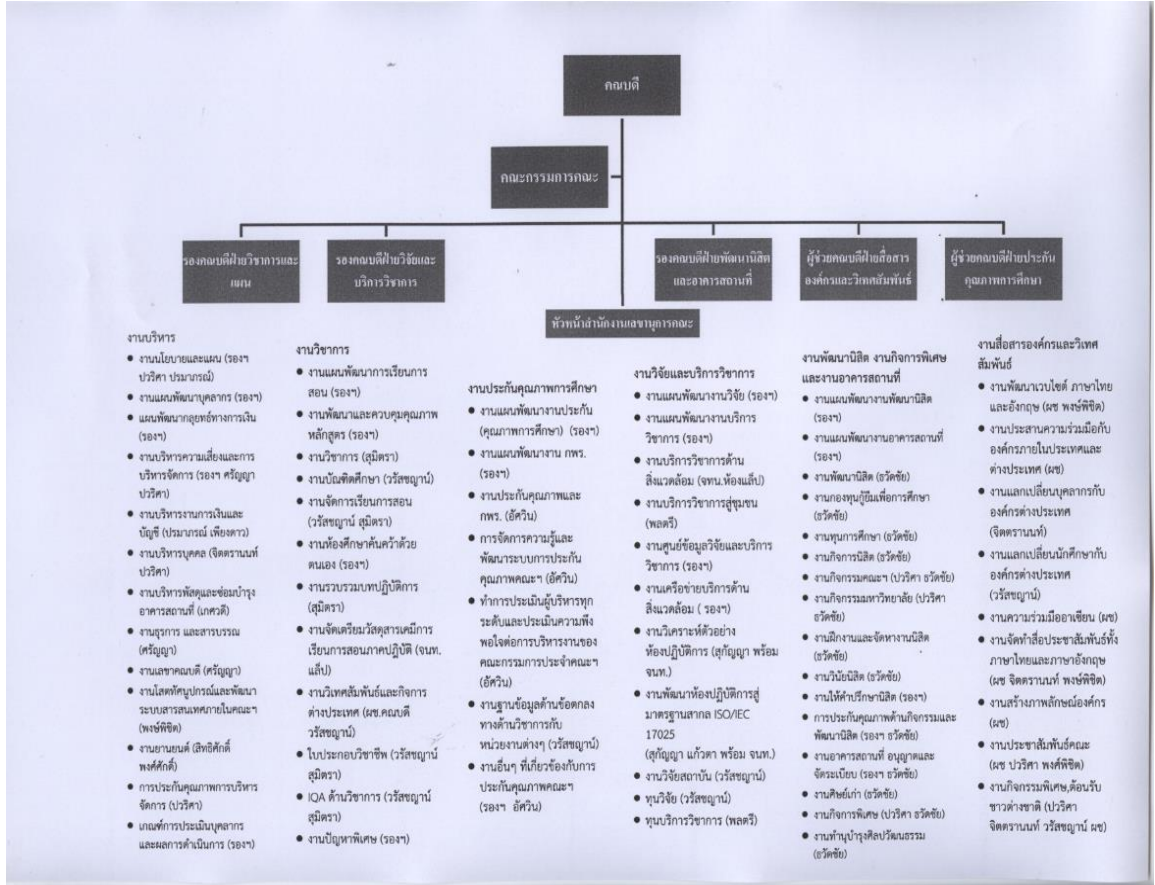 คณบดี
คณะกรรมการคณะ
รองคณบดีฝ่ายวิชาการและ
แผน
รองคณบดีฝ่ายวิจัยและ
บริการวิชาการ
รองคณบดีฝ่ายพัฒนานิสิต
และอาคารสถานที่
ผู้ช่วยคณบดีฝ่ายสื่อสาร
องค์กรและวิเทศสัมพันธ์
ผู้ช่วยคณบดีฝ่ายประกัน
คุณภาพการศึกษา
หัวหน้าสำนักงานเลขานุการคณะ
งานบริหาร
● งานนโยบายและแผน (รองฯ
ปวริศา ปรมาภรณ์)
● งานแผนพัฒนาบุคลากร (รองฯ)
● แผนพัฒนากลยุทธ์ทางการเงิน
(รองฯ)
● งานบริหารความเสี่ยงและการ
บริหารจัดการ (รองฯ ศรัญญา
ปวริศา)
● งานบริหารงานการเงินและ
บัญชี (ปรมาภรณ์ เพียงดาว)
● งานบริหารบุคคล (จิตตรานนท์
ปวริศา)
● งานบริหารพัสดุและซ่อมบำรุง
อาคารสถานที่ (เกศวดี)
● งานธุรการ และสารบรรณ
(ศรัญญา)
● งานเลขาคณบดี (ศรัญญา)
● งานโสตทัศนูปกรณ์และพัฒนา
ระบบสารสนเทศภายในคณะฯ
(พงษ์พิชิต)
● งานยานยนต์ (สิทธิศักดิ์
พงศ์ศักดิ์)
● การประกันคุณภาพการบริหาร
จัดการ (ปวริศา)
● เกณฑ์การประเมินบุคลากร
และผลการดำเนินการ (รองฯ)
งานวิชาการ
● งานแผนพัฒนาการเรียนการ
สอน (รองฯ)
● งานพัฒนาและควบคุมคุณภาพ
หลักสูตร (รองฯ)
● งานวิชาการ (สุมิตรา)
● งานบัณฑิตศึกษา (วรัสชญาน์)
● งานจัดการเรียนการสอน
(วรัสชญาน์ สุมิตรา)
● งานห้องศึกษาค้นคว้าด้วย
ตนเอง (รองฯ)
● งานรวบรวมบทปฏิบัติการ
(สุมิตรา)
● งานจัดเตรียมวัสดุสารเคมีการ
เรียนการสอนภาคปฏิบัติ (จนท.
แล็ป)
● งานวิเทศสัมพันธ์และกิจการ
ต่างประเทศ (ผช.คณบดี
วรัสชญาน์)
● ใบประกอบวิชาชีพ (วรัสชญาน์
สุมิตรา)
● IQA ด้านวิชาการ (วรัสชญาน์
สุมิตรา)
● งานปัญหาพิเศษ (รองฯ)
งานประกันคุณภาพการศึกษา
● งานแผนพัฒนางานประกัน
(คุณภาพการศึกษา) (รองฯ)
● งานแผนพัฒนางาน กพร.
(รองฯ)
● งานประกันคุณภาพและ
กพร. (อัศวิน)
● การจัดการความรู้และ
พัฒนาระบบการประกัน
คุณภาพคณะฯ (อัศวิน)
● ทำการประเมินผู้บริหารทุก
ระดับและประเมินความพึง
พอใจต่อการบริหารงานของ
คณะกรรมการประจำคณะฯ
(อัศวิน)
● งานฐานข้อมูลด้านข้อตกลง
ทางด้านวิชาการกับ
หน่วยงานต่างๆ (วรัสชญาน์)
● งานอื่นๆ ที่เกี่ยวข้องกับการ
ประกันคุณภาพคณะฯ
(รองฯ อัศวิน)
งานวิจัยและบริการวิชาการ
● งานแผนพัฒนางานวิจัย (รองฯ)
● งานแผนพัฒนางานบริการ
วิชาการ (รองฯ)
● งานบริการวิชาการด้าน
สิ่งแวดล้อม (จทน.ห้องแล็ป)
● งานบริการวิชาการสู่ชุมชน
(พลตรี)
● งานศูนย์ข้อมูลวิจัยและบริการ
วิชาการ (รองฯ)
● งานเครือข่ายบริการด้าน
สิ่งแวดล้อม ( รองฯ)
● งานวิเคราะห์ตัวอย่าง
ห้องปฏิบัติการ (สุกัญญา พร้อม
จนท.)
● งานพัฒนาห้องปฏิบัติการสู่
มาตรฐานสากล ISO/IEC
17025
(สุกัญญา แก้วตา พร้อม จนท.)
● งานวิจัยสถาบัน (วรัสชญาน์)
● ทุนวิจัย (วรัสชญาน์)
● ทุนบริการวิชาการ (พลตรี)
งานพัฒนานิสิต งานกิจการพิเศษ
และงานอาคารสถานที่
● งานแผนพัฒนางานพัฒนานิสิต
(รองฯ)
● งานแผนพัฒนางานอาคารสถานที่
(รองฯ)
● งานพัฒนานิสิต (ธวัดชัย)
● งานกองทุนกู้ยืมเพื่อการศึกษา
(ธวัดชัย)
● งานทุนการศึกษา (ธวัดชัย)
● งานกิจการนิสิต (ธวัดชัย)
● งานกิจกรรมคณะฯ (ปวริศา ธวัดชัย)
● งานกิจกรรมมหาวิทยาลัย (ปวริศา
ธวัดชัย)
● งานฝึกงานและจัดหางานนิสิต
(ธวัดชัย)
● งานวินัยนิสิต (ธวัดชัย)
● งานให้คำปรึกษานิสิต (รองฯ)
● การประกันคุณภาพด้านกิจกรรมและ
พัฒนานิสิต (รองฯ ธวัดชัย)
● งานอาคารสถานที่ อนุญาตและ
จัดระเบียบ (รองฯ ธวัดชัย)
● งานศิษย์เก่า (ธวัดชัย)
● งานกิจการพิเศษ (ปวริศา ธวัดชัย)
● งานทำนุบำรุงศิลปวัฒนธรรม
(ธวัดชัย)
งานสื่อสารองค์กรและวิเทศ
สัมพันธ์
● งานพัฒนาเวบไซต์ ภาษาไทย
และอังกฤษ (ผช พงษ์พิชิต)
● งานประสานความร่วมมือกับ
องค์กรภายในประเทศและ
ต่างประเทศ (ผช)
● งานแลกเปลี่ยนบุคลากรกับ
องค์กรต่างประเทศ
(จิตตรานนท์)
● งานแลกเปลี่ยนนักศึกษากับ
องค์กรต่างประเทศ
(วรัสชญาน์)
● งานความร่วมมืออาเซียน (ผช)
● งานจัดทำสื่อประชาสัมพันธ์ทั้ง
ภาษาไทยและภาษาอังกฤษ
(ผช จิตตรานนท์ พงษ์พิชิต)
● งานสร้างภาพลักษณ์องค์กร
(ผช)
● งานประชาสัมพันธ์คณะ
(ผช ปวริศา พงศ์พิชิต)
● งานกิจกรรมพิเศษ,ต้อนรับ
ชาวต่างชาติ (ปวริศา
จิตตรานนท์ วรัสชญาน์ ผช)